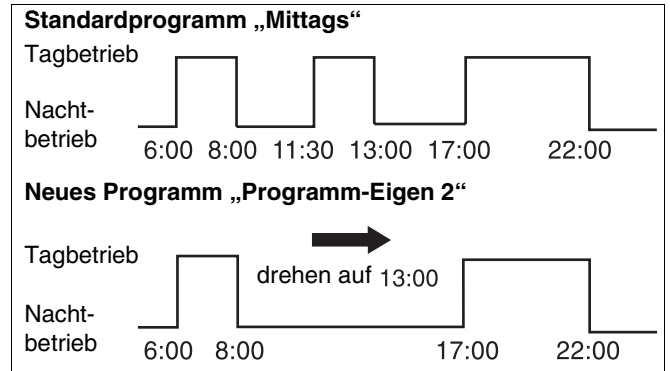 Standardprogramm „Mittags“
Tagbetrieb
Nacht-
betrieb
6:00 8:00 11:30 13:00 17:00 22:00
Neues Programm „Programm-Eigen 2“
Tagbetrieb
drehen auf 13:00
Nacht-
betrieb
6:00 8:00 17:00 22:00